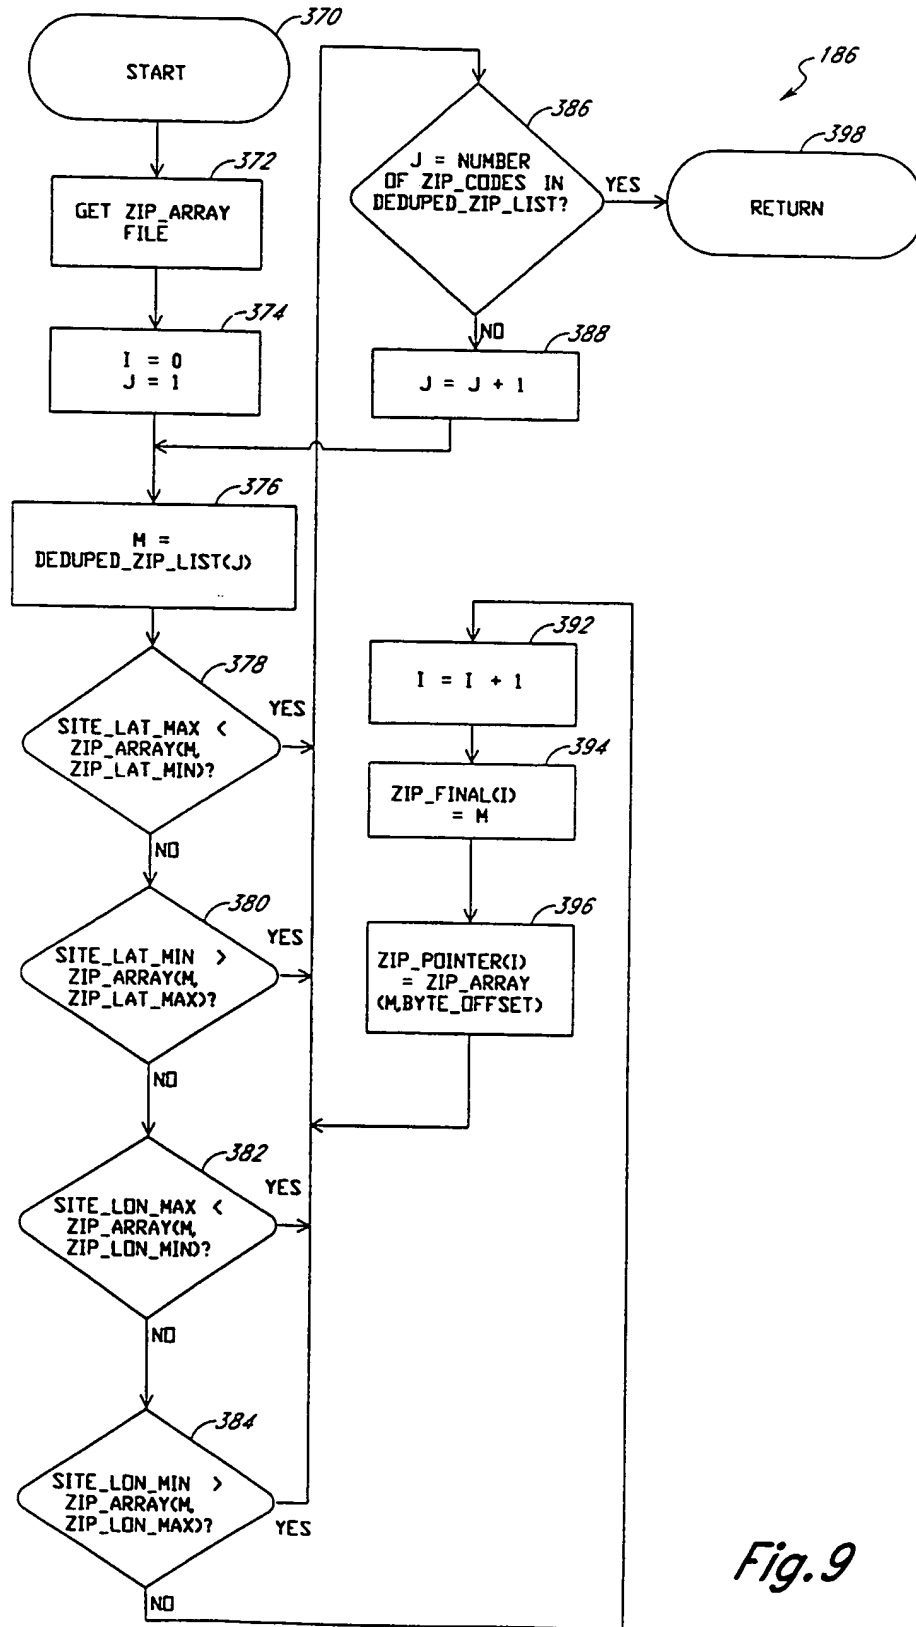 370
START
372
GET ZIP_ARRAY
FILE
374
I = 0
J = 1
376
M =
DEDUPED_ZIP_LIST(J)
378
SITE_LAT_MAX <
ZIP_ARRAY(M,
ZIP_LAT_MIN)?
YES
NO
380
SITE_LAT_MIN >
ZIP_ARRAY(M,
ZIP_LAT_MAX)?
YES
NO
382
SITE_LON_MAX <
ZIP_ARRAY(M,
ZIP_LON_MIN)?
YES
NO
384
SITE_LON_MIN >
ZIP_ARRAY(M,
ZIP_LON_MAX)?
YES
NO
386
J = NUMBER
OF ZIP_CODES IN
DEDUPED_ZIP_LIST?
YES
NO
388
J = J + 1
392
I = I + 1
394
ZIP_FINAL(I)
= M
396
ZIP_POINTER(I)
= ZIP_ARRAY
(M,BYTE_OFFSET)
186
398
RETURN
Fig.9